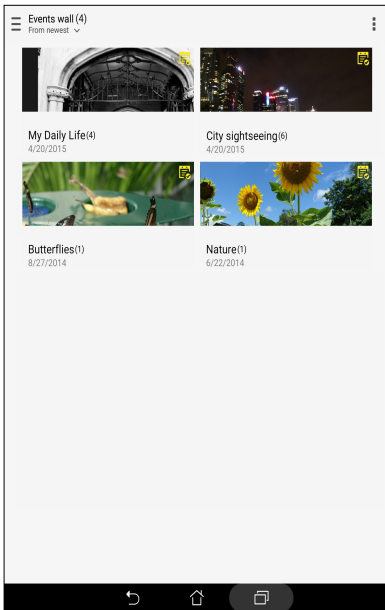 Events wall (4)
From newest
My Daily Life(4)
4/20/2015
City sightseeing(6)
4/20/2015
Butterflies(1)
8/27/2014
Nature(1)
6/22/2014